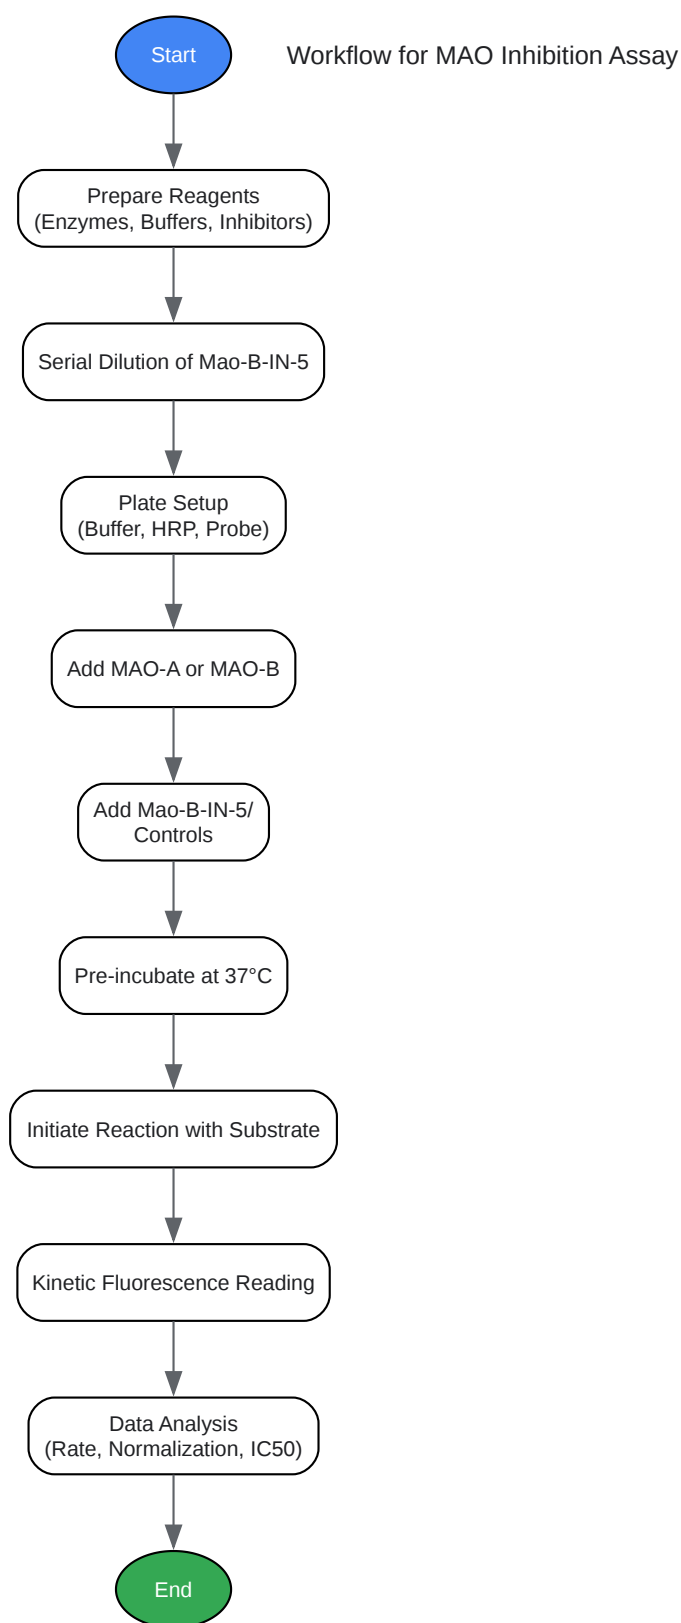 Start
Workflow for MAO Inhibition Assay
Prepare Reagents
(Enzymes, Buffers, Inhibitors)
Serial Dilution of Mao-B-IN-5
Plate Setup
(Buffer, HRP, Probe)
Add MAO-A or MAO-B
Add Mao-B-IN-5/
Controls
Pre-incubate at 37°C
Initiate Reaction with Substrate
Kinetic Fluorescence Reading
Data Analysis
(Rate, Normalization, IC50)
End